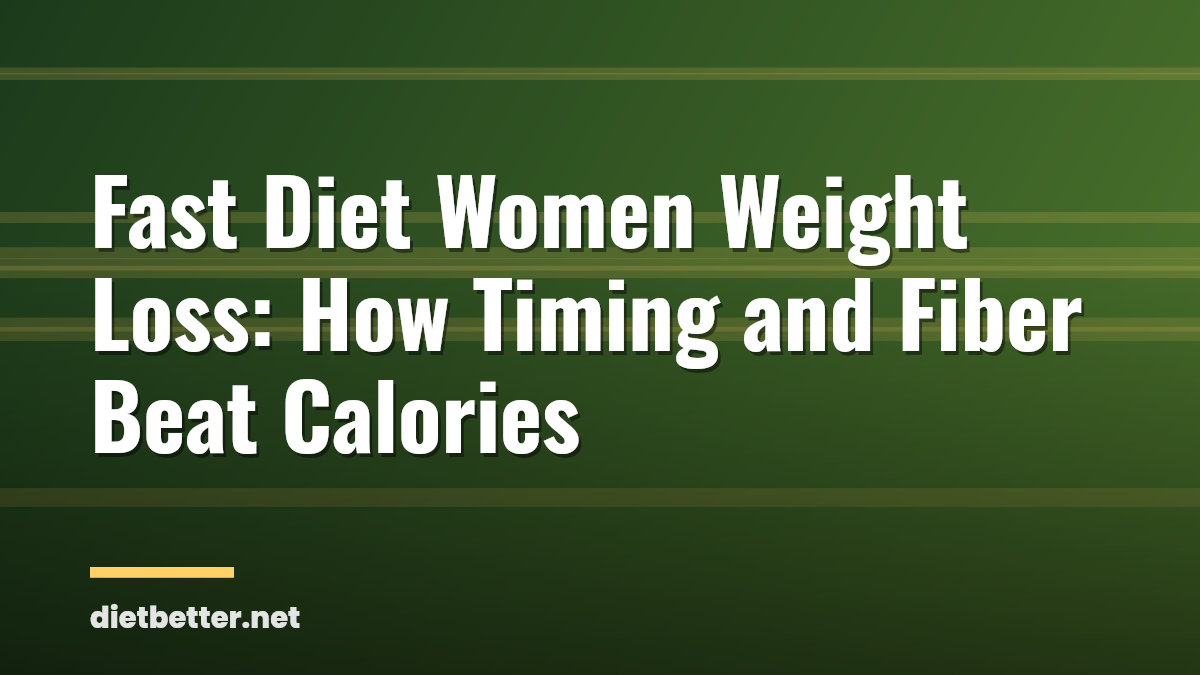 Fast Diet Women Weight
Loss: How Timing and Fiber
Beat Calories
dietbetter.net